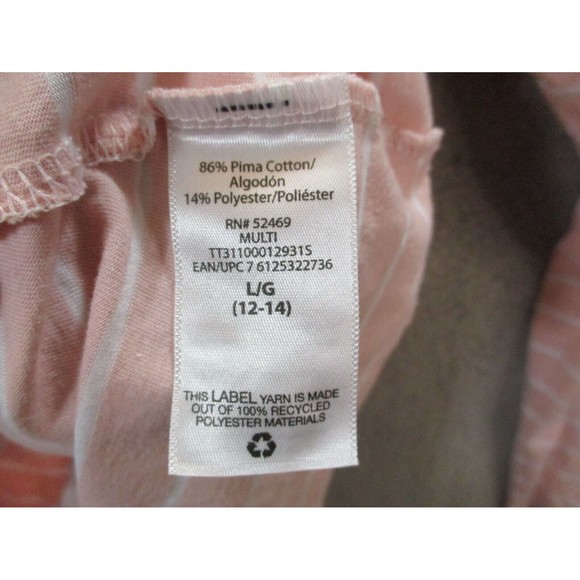 86% Pima Cotton/
Algodón
14% Polyester/Poliéster
RN# 52469
MULTI
TT31100012931S
EAN/UPC 7 6125322736
L/G
(12-14)
THIS LABEL YARN IS MADE
OUT OF 100% RECYCLED
POLYESTER MATERIALS